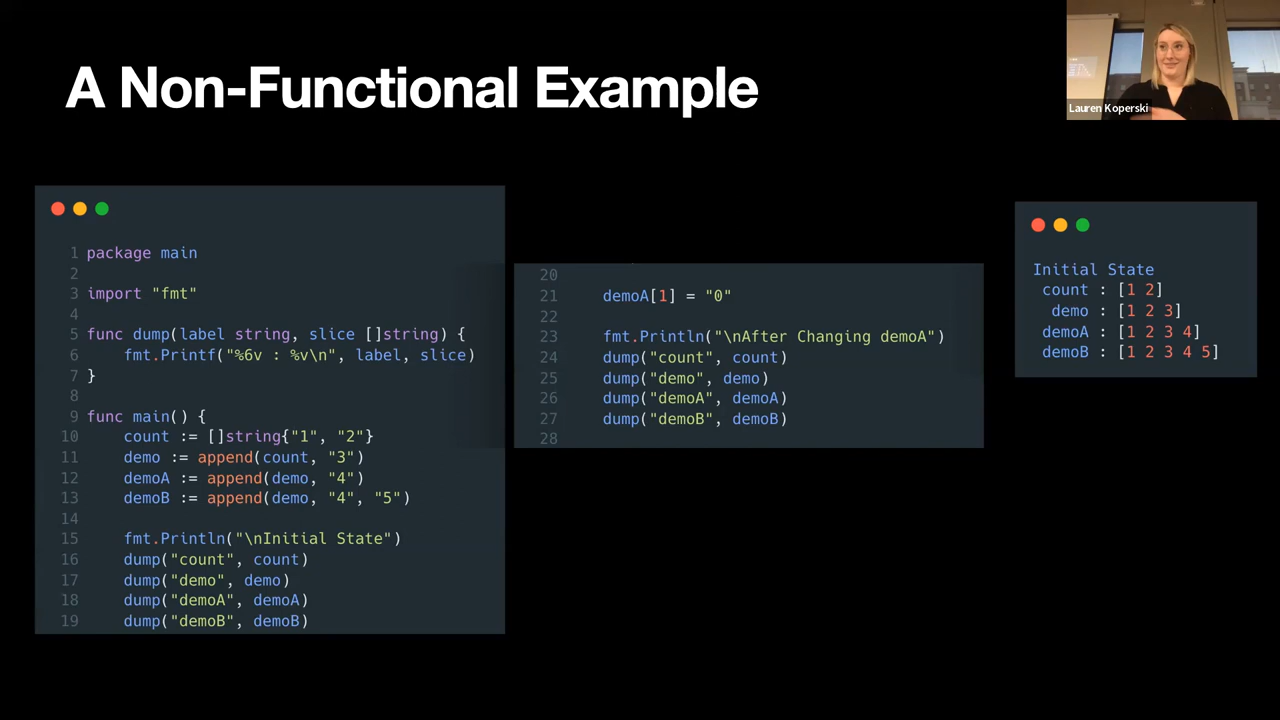 A Non-Functional Example
Lauren Koperski
1 package main
2
3 import "fmt"
4
5 func dump(label string, slice []string) {
6     fmt.Printf("%6v : %v\n", label, slice)
7 }
8
9 func main() {
10     count := []string{"1", "2"}
11     demo := append(count, "3")
12     demoA := append(demo, "4")
13     demoB := append(demo, "4", "5")
14
15     fmt.Println("\nInitial State")
16     dump("count", count)
17     dump("demo", demo)
18     dump("demoA", demoA)
19     dump("demoB", demoB)
20
21     demoA[1] = "0"
22
23     fmt.Println("\nAfter Changing demoA")
24     dump("count", count)
25     dump("demo", demo)
26     dump("demoA", demoA)
27     dump("demoB", demoB)
28
Initial State
count : [1 2]
demo : [1 2 3]
demoA : [1 2 3 4]
demoB : [1 2 3 4 5]